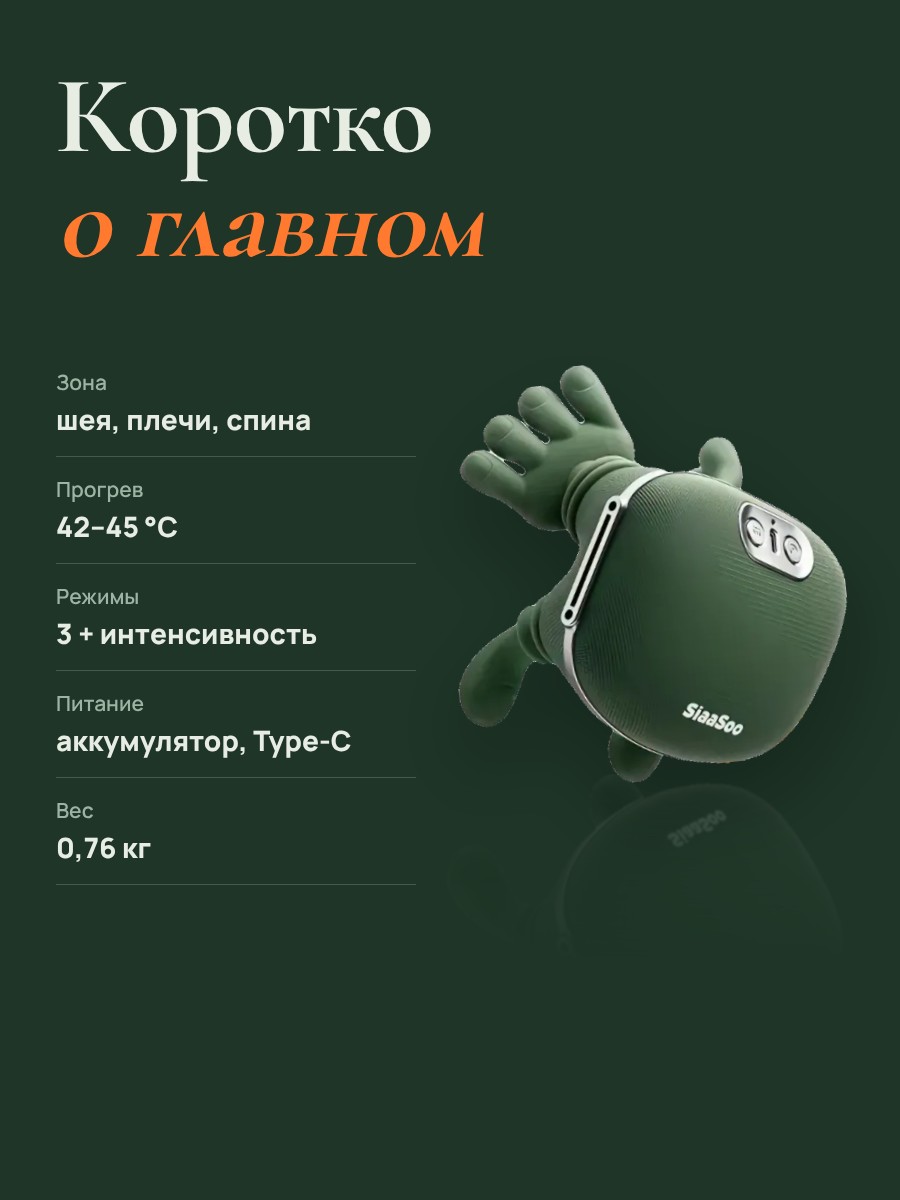 Коротко
о главном
Зона
шея, плечи, спина
Прогрев
42–45 °C
Режимы
3 + интенсивность
Питание
аккумулятор, Type-C
Вес
0,76 кг
SiaaSoo
SiaaSoo